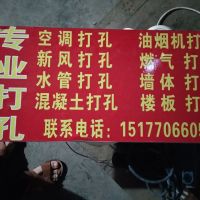 专业打孔
空调打孔 油烟机打
新风打孔 燃气打
水管打孔 墙体打
混凝土打孔 楼板打
联系电话：1517706605